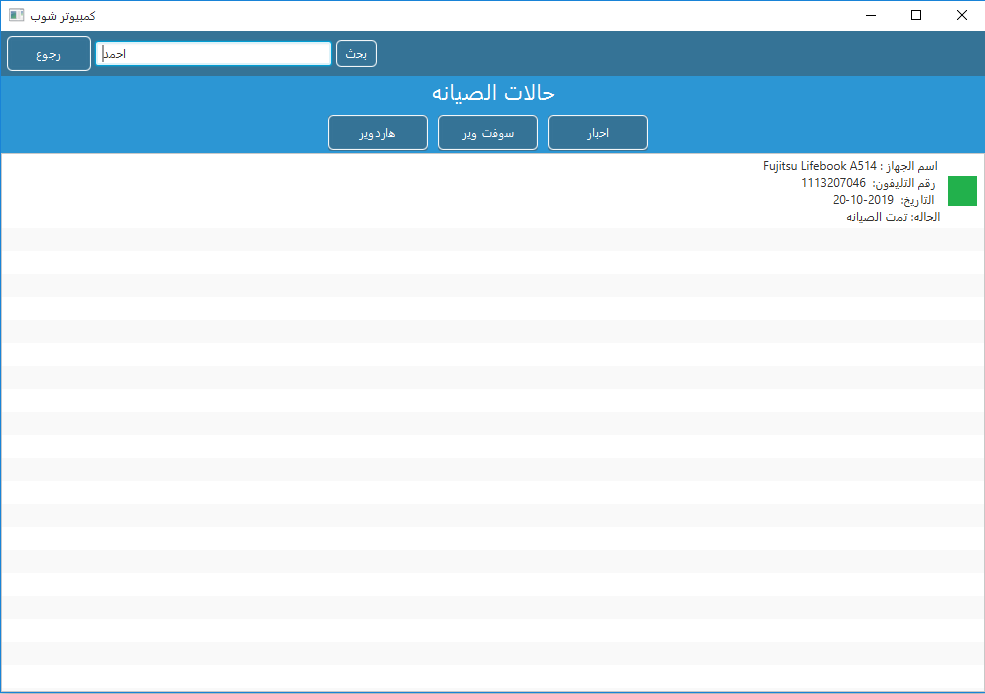 كمبيوتر شوب
رجوع
احمد
بحث
حالات الصيانه
هاردوير
سوفت وير
اخبار
اسم الجهاز : Fujitsu Lifebook A514
رقم التليفون: 1113207046
التاريخ: 2019-10-20
الحاله: تمت الصيانه